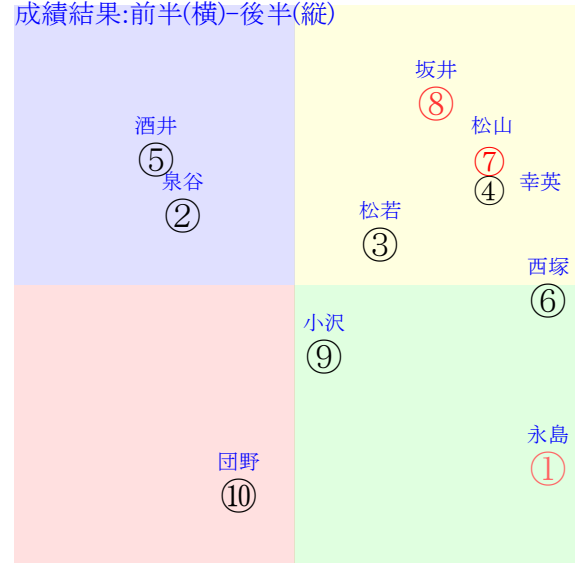 成績結果:前半(横)-後半(縦)
坂井
⑧
酒井
松山
⑤
⑦
泉谷
④
幸英
②
松若
③
西塚
⑥
小沢
⑨
永島
団野
①
⑩